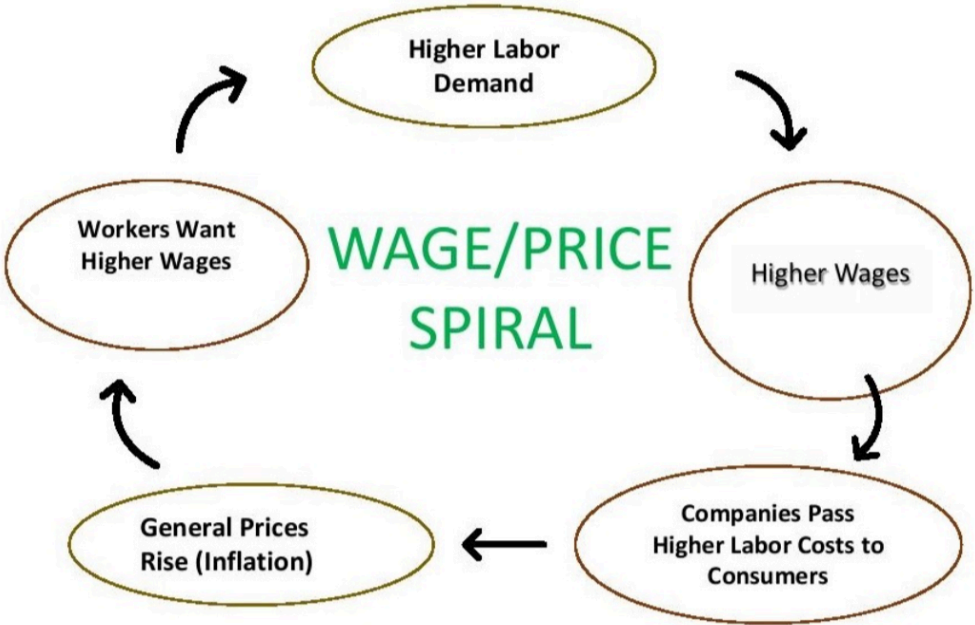 Higher Labor
Demand
Workers Want
Higher Wages
WAGE/PRICE
SPIRAL
Higher Wages
General Prices
Rise (Inflation)
Companies Pass
Higher Labor Costs to
Consumers